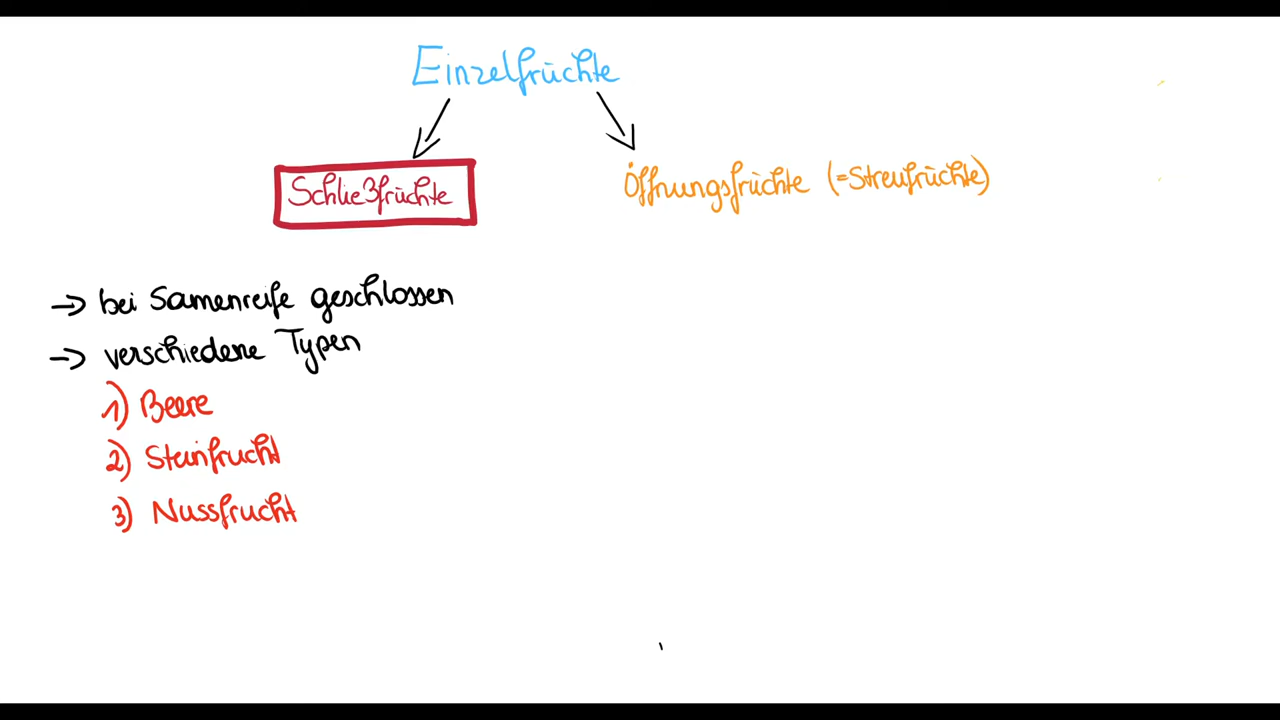 Einzelfrüchte
Schließfrüchte
Öffnungsfrüchte (=Streufrüchte)
→ bei Samenreife geschlossen
→ verschiedene Typen
1) Beere
2) Steinfrucht
3) Nussfrucht